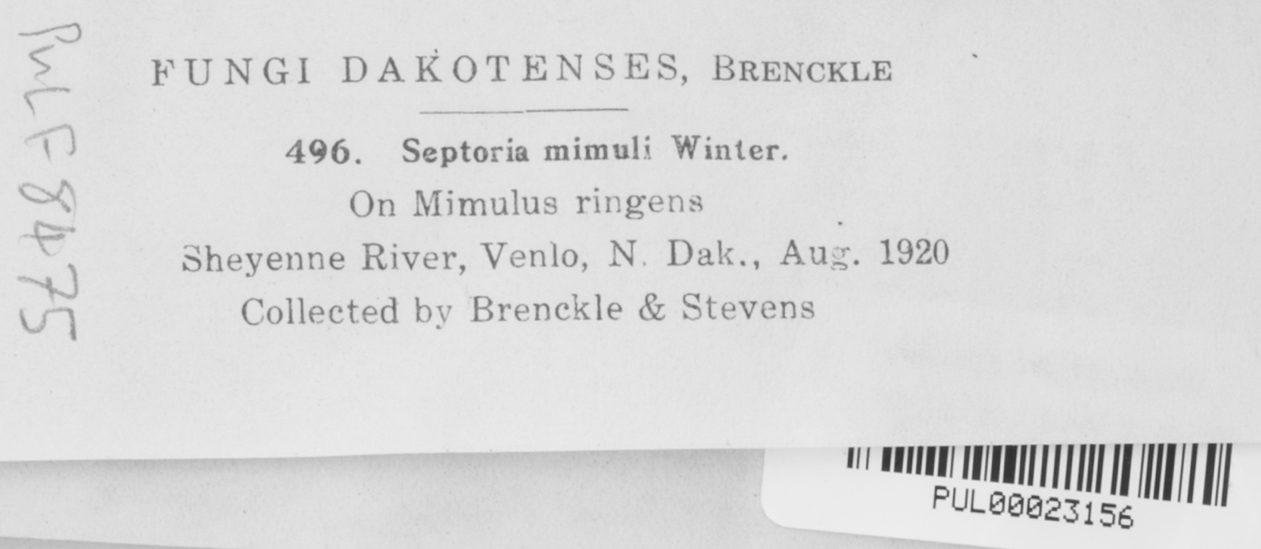 PUL F 8475
FUNGI DAKOTENSES, BRENCKLE
496. Septoria mimuli Winter.
On Mimulus ringens
Sheyenne River, Venlo, N. Dak., Aug. 1920
Collected by Brenckle & Stevens
PUL00023156